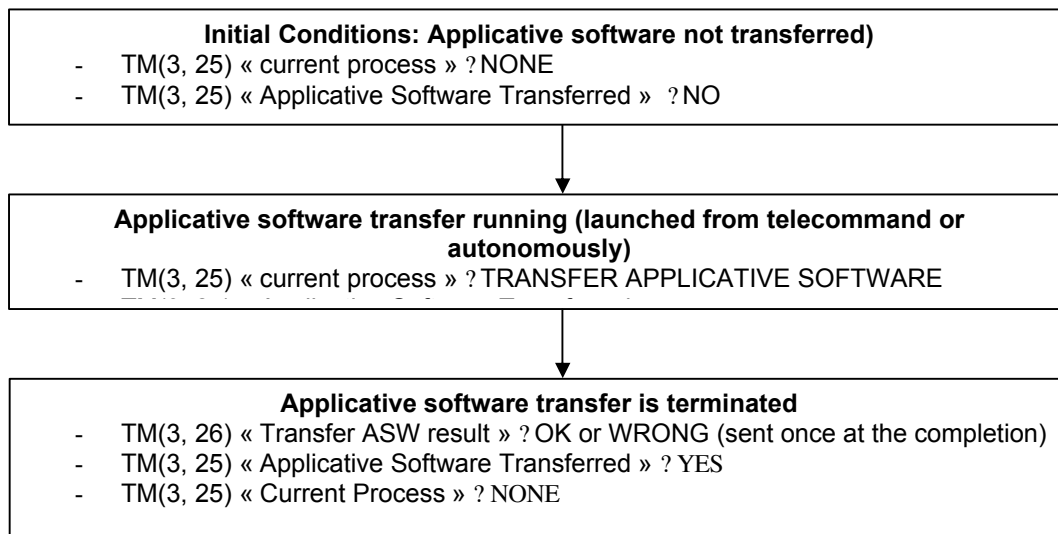 Initial Conditions: Applicative software not transferred)
- TM(3, 25) « current process » ? NONE
- TM(3, 25) « Applicative Software Transferred » ? NO
Applicative software transfer running (launched from telecommand or
autonomously)
- TM(3, 25) « current process » ? TRANSFER APPLICATIVE SOFTWARE
Applicative software transfer is terminated
- TM(3, 26) « Transfer ASW result » ? OK or WRONG (sent once at the completion)
- TM(3, 25) « Applicative Software Transferred » ? YES
- TM(3, 25) « Current Process » ? NONE